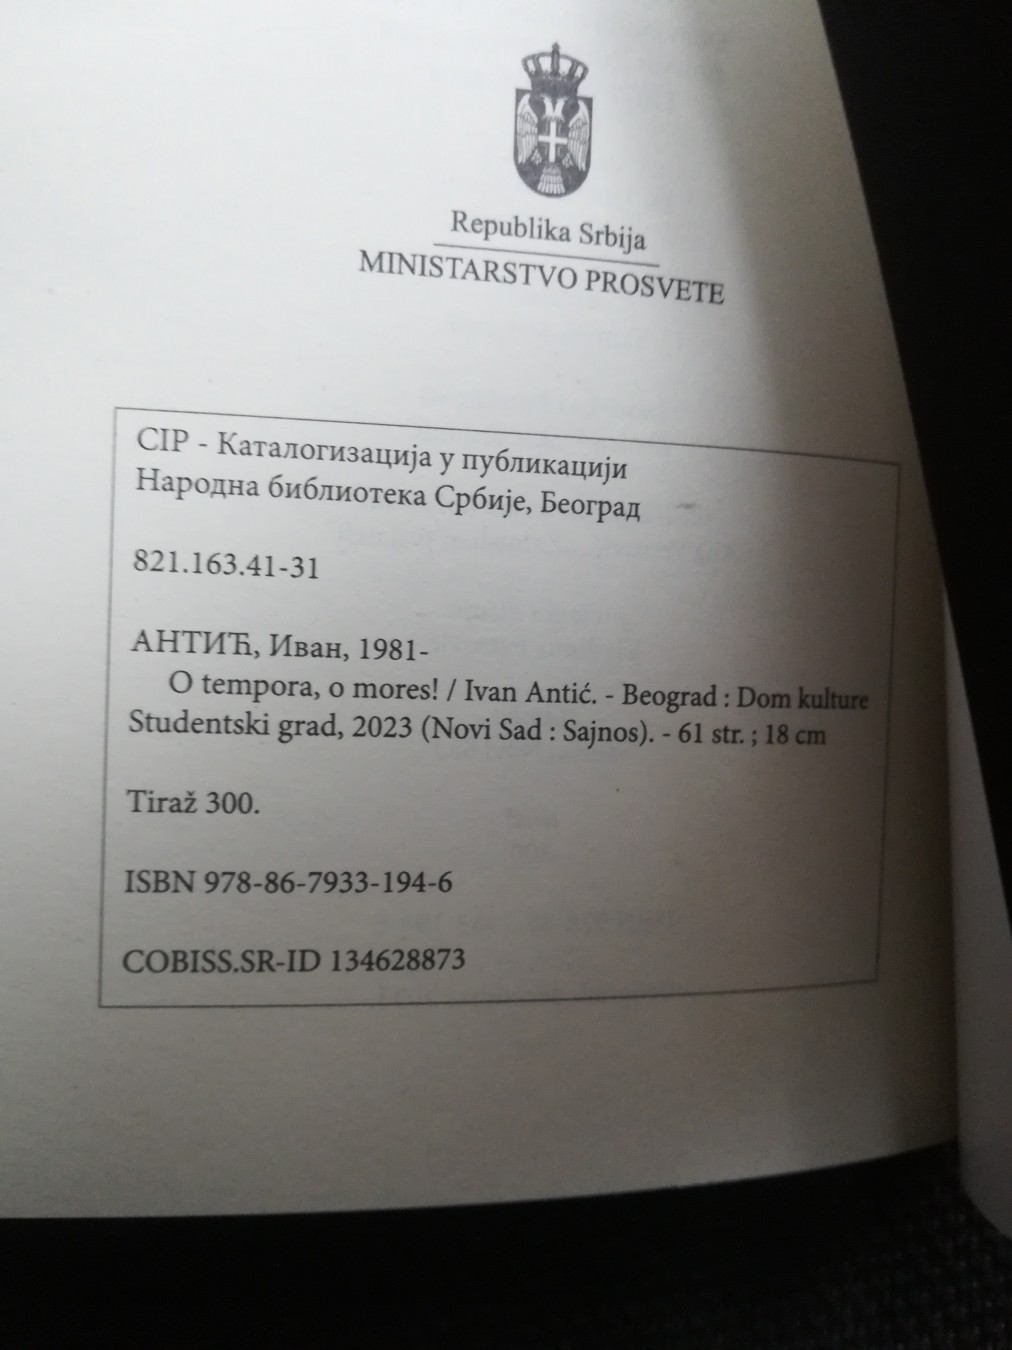 Republika Srbija
MINISTARSTVO PROSVETE
CIP - Каталогизација у публикацији
Народна библиотека Србије, Београд
821.163.41-31
АНТИЋ, Иван, 1981-
O tempora, o mores! / Ivan Antić. - Beograd : Dom kulture
Studentski grad, 2023 (Novi Sad : Sajnos). - 61 str. ; 18 cm
Tiraž 300.
ISBN 978-86-7933-194-6
COBISS.SR-ID 134628873